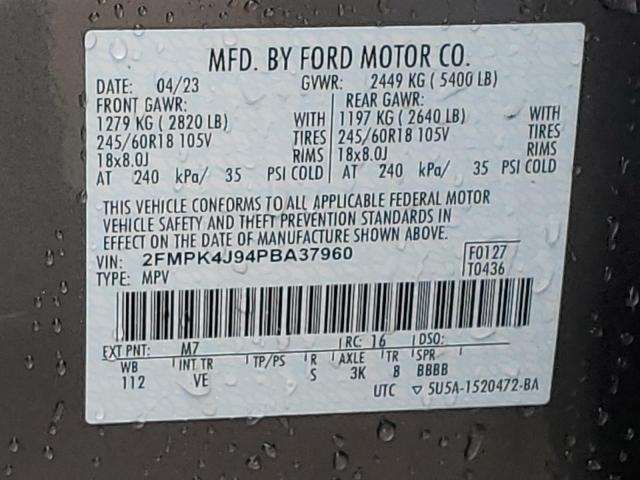 MFD. BY FORD MOTOR CO.
DATE: 04/23 GVWR: 2449 KG ( 5400 LB)
FRONT GAWR: REAR GAWR:
1279 KG ( 2820 LB) WITH 1197 KG ( 2640 LB) WITH
245/60R18 105V TIRES 245/60R18 105V TIRES
18x8.0J RIMS 18x8.0J RIMS
AT 240 kPa/ 35 PSI COLD AT 240 kPa/ 35 PSI COLD
THIS VEHICLE CONFORMS TO ALL APPLICABLE FEDERAL MOTOR
VEHICLE SAFETY AND THEFT PREVENTION STANDARDS IN
EFFECT ON THE DATE OF MANUFACTURE SHOWN ABOVE.
VIN: 2FMPK4J94PBA37960 F0127
TYPE: MPV T0436
EXT PNT: M7 RC: 16 DSO:
WB INT TR TP/PS R AXLE TR SPR
112 VE S 3K 8 BBBB
UTC ▽ 5U5A-1520472-BA